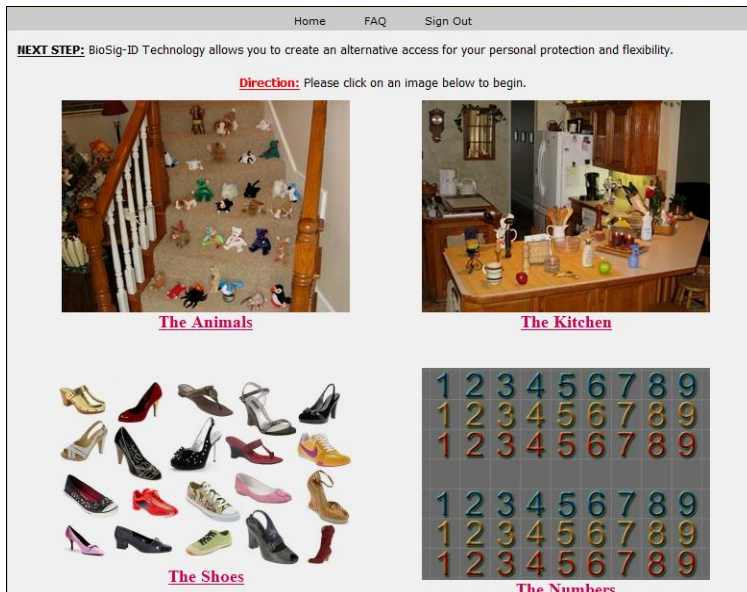 Home FAQ Sign Out
NEXT STEP: BioSig-ID Technology allows you to create an alternative access for your personal protection and flexibility.
Direction: Please click on an image below to begin.
The Animals The Kitchen
1 2 3 4 5 6 7 8 9
1 2 3 4 5 6 7 8 9
1 2 3 4 5 6 7 8 9
1 2 3 4 5 6 7 8 9
1 2 3 4 5 6 7 8 9
1 2 3 4 5 6 7 8 9
The Shoes The Numbers